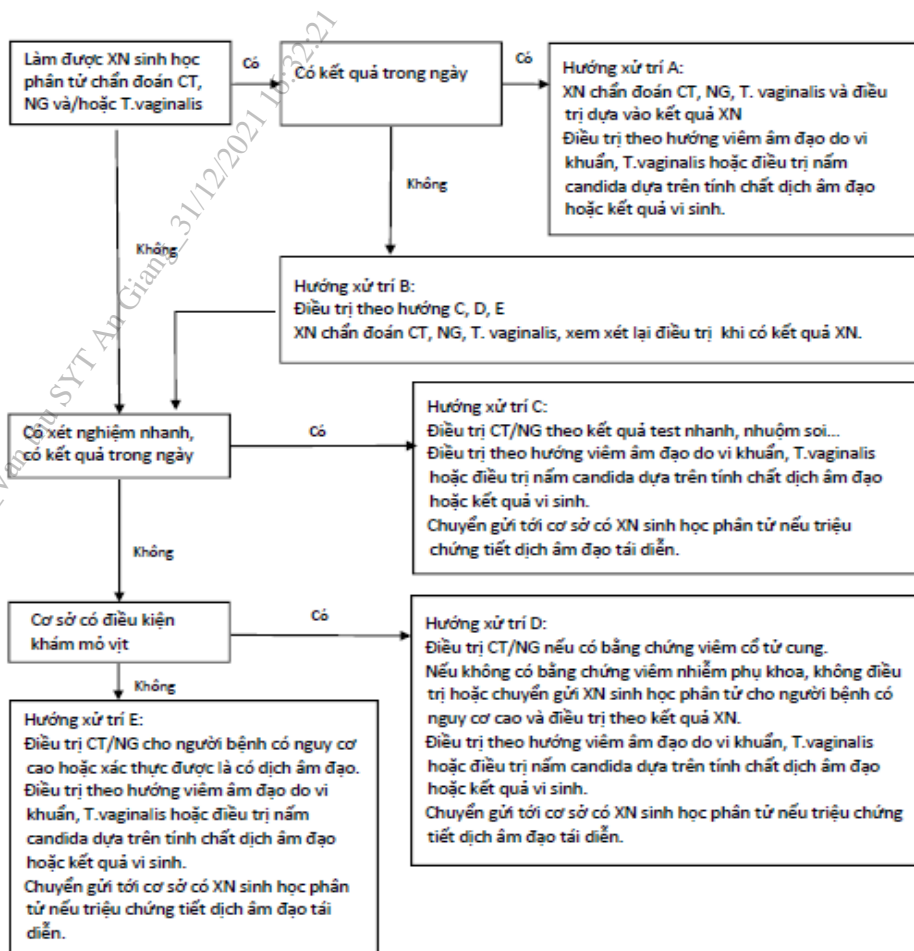 Làm được XN sinh học
phân tử chẩn đoán CT,
NG và/hoặc T.vaginalis
Có
Có kết quả trong ngày
Có
Hướng xử trí A:
XN chẩn đoán CT, NG, T. vaginalis và điều
trị dựa vào kết quả XN
Điều trị theo hướng viêm âm đạo do vi
khuẩn, T.vaginalis hoặc điều trị nấm
candida dựa trên tính chất dịch âm đạo
hoặc kết quả vi sinh.
Không
Không
Hướng xử trí B:
Điều trị theo hướng C, D, E
XN chẩn đoán CT, NG, T. vaginalis, xem xét lại điều trị khi có kết quả XN.
Có xét nghiệm nhanh,
có kết quả trong ngày
Có
Hướng xử trí C:
Điều trị CT/NG theo kết quả test nhanh, nhuộm soi...
Điều trị theo hướng viêm âm đạo do vi khuẩn, T.vaginalis
hoặc điều trị nấm candida dựa trên tính chất dịch âm đạo
hoặc kết quả vi sinh.
Chuyển gửi tới cơ sở có XN sinh học phân tử nếu triệu
chứng tiết dịch âm đạo tái diễn.
Không
Cơ sở có điều kiện
khám mỏ vịt
Có
Hướng xử trí D:
Điều trị CT/NG nếu có bằng chứng viêm cổ tử cung.
Nếu không có bằng chứng viêm nhiễm phụ khoa, không điều
trị hoặc chuyển gửi XN sinh học phân tử cho người bệnh có
nguy cơ cao và điều trị theo kết quả XN.
Điều trị theo hướng viêm âm đạo do vi khuẩn, T.vaginalis
hoặc điều trị nấm candida dựa trên tính chất dịch âm đạo
hoặc kết quả vi sinh.
Chuyển gửi tới cơ sở có XN sinh học phân tử nếu triệu chứng
tiết dịch âm đạo tái diễn.
Không
Hướng xử trí E:
Điều trị CT/NG cho người bệnh có nguy cơ
cao hoặc xác thực được là có dịch âm đạo.
Điều trị theo hướng viêm âm đạo do vi
khuẩn, T.vaginalis hoặc điều trị nấm
candida dựa trên tính chất dịch âm đạo
hoặc kết quả vi sinh.
Chuyển gửi tới cơ sở có XN sinh học phân
tử nếu triệu chứng tiết dịch âm đạo tái
diễn.
SYT An Giang_31/12/2021 16:32:21